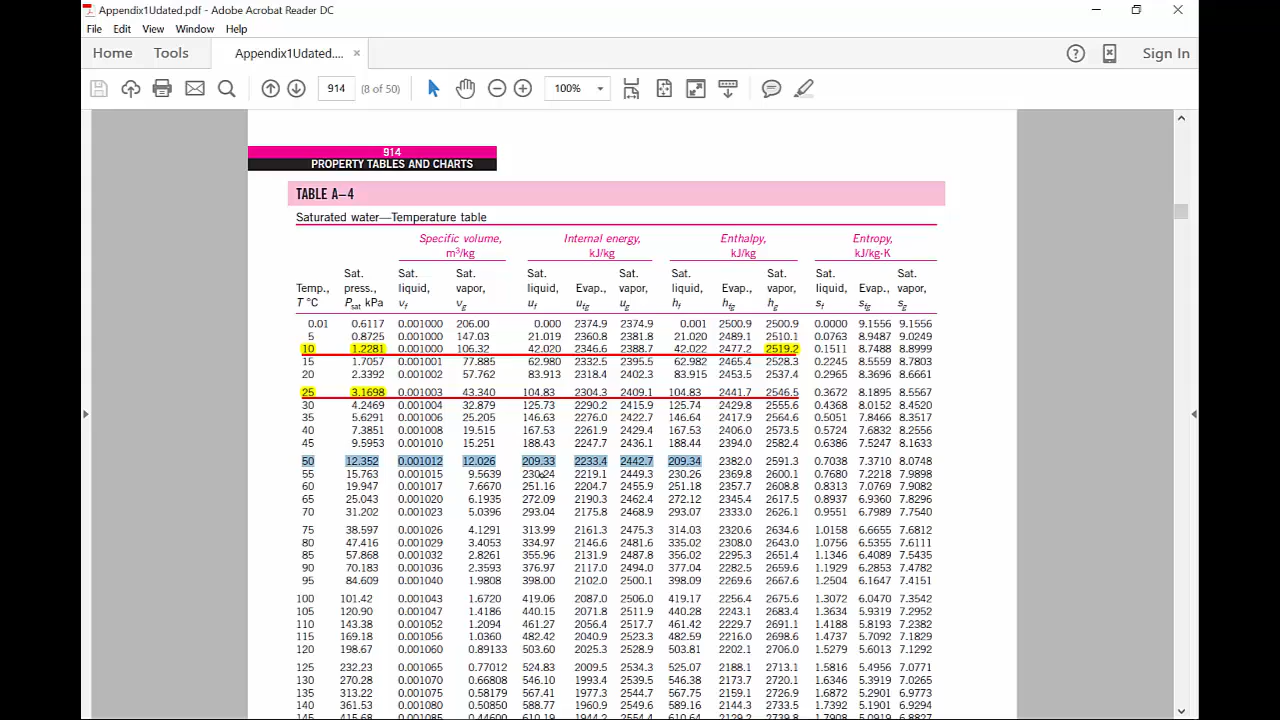 Appendix1Udated.pdf - Adobe Acrobat Reader DC
File Edit View Window Help
Home Tools Appendix1Udated.... × Sign In
914 (8 of 50) 100%
914
PROPERTY TABLES AND CHARTS
TABLE A–4
Saturated water—Temperature table
Specific volume, Internal energy, Enthalpy, Entropy,
m³/kg kJ/kg kJ/kg kJ/kg·K
Sat. Sat. Sat. Sat. Sat. Sat. Sat. Sat. Sat.
Temp., press., liquid, vapor, liquid, Evap., vapor, liquid, Evap., vapor, liquid, Evap., vapor,
T °C Psat kPa vf vg uf ufg ug hf hfg hg sf sfg sg
0.01 0.6117 0.001000 206.00 0.000 2374.9 2374.9 0.001 2500.9 2500.9 0.0000 9.1556 9.1556
5 0.8725 0.001000 147.03 21.019 2360.8 2381.8 21.020 2489.1 2510.1 0.0763 8.9487 9.0249
10 1.2281 0.001000 106.32 42.020 2346.6 2388.7 42.022 2477.2 2519.2 0.1511 8.7488 8.8999
15 1.7057 0.001001 77.885 62.980 2332.5 2395.5 62.982 2465.4 2528.3 0.2245 8.5559 8.7803
20 2.3392 0.001002 57.762 83.913 2318.4 2402.3 83.915 2453.5 2537.4 0.2965 8.3696 8.6661
25 3.1698 0.001003 43.340 104.83 2304.3 2409.1 104.83 2441.7 2546.5 0.3672 8.1895 8.5567
30 4.2469 0.001004 32.879 125.73 2290.2 2415.9 125.74 2429.8 2555.6 0.4368 8.0152 8.4520
35 5.6291 0.001006 25.205 146.63 2276.0 2422.7 146.64 2417.9 2564.6 0.5051 7.8466 8.3517
40 7.3851 0.001008 19.515 167.53 2261.9 2429.4 167.53 2406.0 2573.5 0.5724 7.6832 8.2556
45 9.5953 0.001010 15.251 188.43 2247.7 2436.1 188.44 2394.0 2582.4 0.6386 7.5247 8.1633
50 12.352 0.001012 12.026 209.33 2233.4 2442.7 209.34 2382.0 2591.3 0.7038 7.3710 8.0748
55 15.763 0.001015 9.5639 230.24 2219.1 2449.3 230.26 2369.8 2600.1 0.7680 7.2218 7.9898
60 19.947 0.001017 7.6670 251.16 2204.7 2455.9 251.18 2357.7 2608.8 0.8313 7.0769 7.9082
65 25.043 0.001020 6.1935 272.09 2190.3 2462.4 272.12 2345.4 2617.5 0.8937 6.9360 7.8296
70 31.202 0.001023 5.0396 293.04 2175.8 2468.9 293.07 2333.0 2626.1 0.9551 6.7989 7.7540
75 38.597 0.001026 4.1291 313.99 2161.3 2475.3 314.03 2320.6 2634.6 1.0158 6.6655 7.6812
80 47.416 0.001029 3.4053 334.97 2146.6 2481.6 335.02 2308.0 2643.0 1.0756 6.5355 7.6111
85 57.868 0.001032 2.8261 355.96 2131.9 2487.8 356.02 2295.3 2651.4 1.1346 6.4089 7.5435
90 70.183 0.001036 2.3593 376.97 2117.0 2494.0 377.04 2282.5 2659.6 1.1929 6.2853 7.4782
95 84.609 0.001040 1.9808 398.00 2102.0 2500.1 398.09 2269.6 2667.6 1.2504 6.1647 7.4151
100 101.42 0.001043 1.6720 419.06 2087.0 2506.0 419.17 2256.4 2675.6 1.3072 6.0470 7.3542
105 120.90 0.001047 1.4186 440.15 2071.8 2511.9 440.28 2243.1 2683.4 1.3634 5.9319 7.2952
110 143.38 0.001052 1.2094 461.27 2056.4 2517.7 461.42 2229.7 2691.1 1.4188 5.8193 7.2382
115 169.18 0.001056 1.0360 482.42 2040.9 2523.3 482.59 2216.0 2698.6 1.4737 5.7092 7.1829
120 198.67 0.001060 0.89133 503.60 2025.3 2528.9 503.81 2202.1 2706.0 1.5279 5.6013 7.1292
125 232.23 0.001065 0.77012 524.83 2009.5 2534.3 525.07 2188.1 2713.1 1.5816 5.4956 7.0771
130 270.28 0.001070 0.66808 546.10 1993.4 2539.5 546.38 2173.7 2720.1 1.6346 5.3919 7.0265
135 313.22 0.001075 0.58179 567.41 1977.3 2544.7 567.75 2159.1 2726.9 1.6872 5.2901 6.9773
140 361.53 0.001080 0.50850 588.77 1960.9 2549.6 589.16 2144.3 2733.5 1.7392 5.1901 6.9294
145 415.68 0.001085 0.44600 610.19 1944.2 2554.4 610.64 2129.2 2739.8 1.7908 5.0919 6.8827